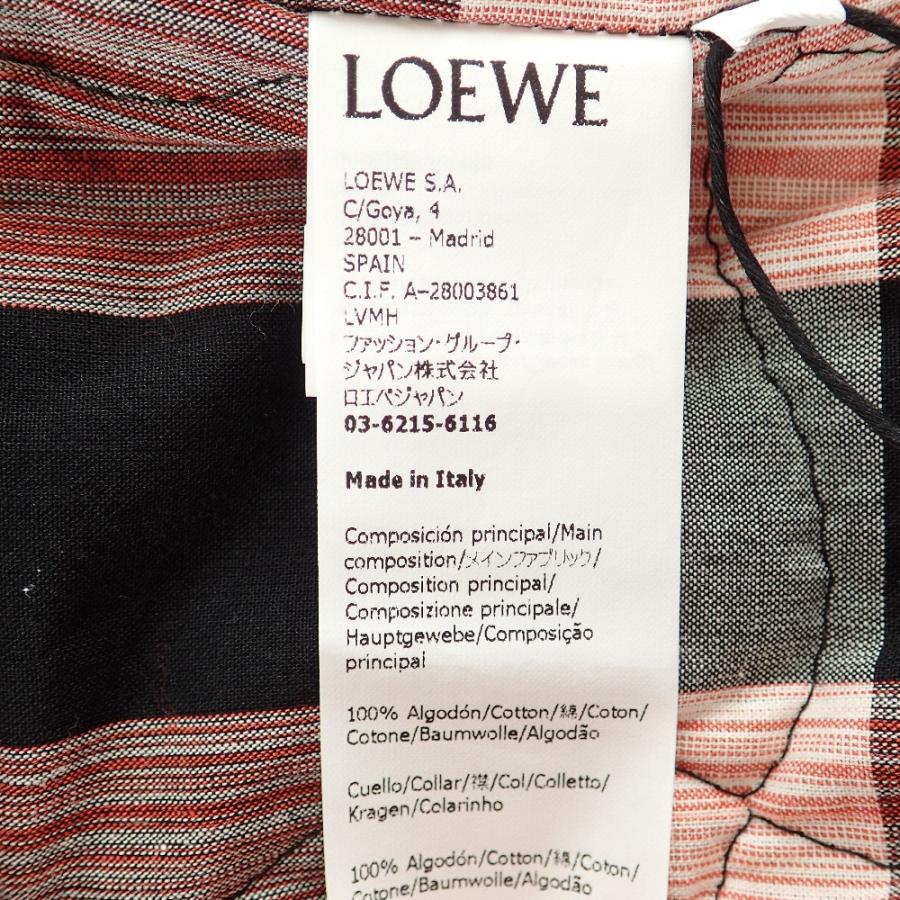 LOEWE
LOEWE S.A.
C/Goya, 4
28001 – Madrid
SPAIN
C.I.F. A-28003861
LVMH
ファッション・グループ・
ジャパン株式会社
ロエベジャパン
03-6215-6116
Made in Italy
Composición principal/Main
composition/メインファブリック/
Composition principal/
Composizione principale/
Hauptgewebe/Composição
principal
100% Algodón/Cotton/綿/Coton/
Cotone/Baumwolle/Algodão
Cuello/Collar/襟/Col/Colletto/
Kragen/Colarinho
100% Algodón/Cotton/綿/Coton/
Cotone/Baumwolle/Algodão